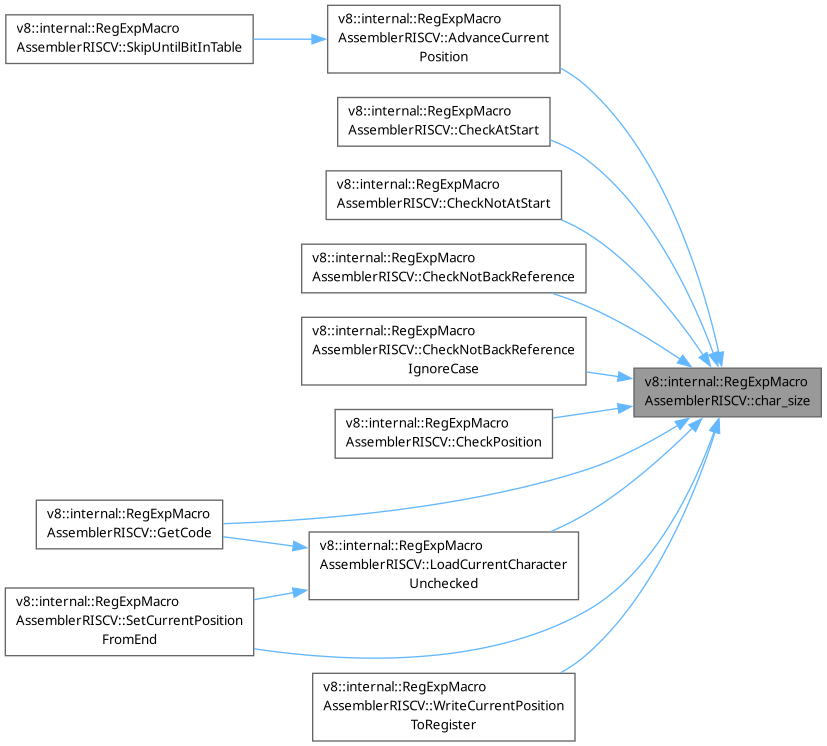 v8::internal::RegExpMacro
AssemblerRISCV::SkipUntilBitInTable
v8::internal::RegExpMacro
AssemblerRISCV::AdvanceCurrent
Position
v8::internal::RegExpMacro
AssemblerRISCV::CheckAtStart
v8::internal::RegExpMacro
AssemblerRISCV::CheckNotAtStart
v8::internal::RegExpMacro
AssemblerRISCV::CheckNotBackReference
v8::internal::RegExpMacro
AssemblerRISCV::CheckNotBackReference
IgnoreCase
v8::internal::RegExpMacro
AssemblerRISCV::char_size
v8::internal::RegExpMacro
AssemblerRISCV::CheckPosition
v8::internal::RegExpMacro
AssemblerRISCV::GetCode
v8::internal::RegExpMacro
AssemblerRISCV::LoadCurrentCharacter
Unchecked
v8::internal::RegExpMacro
AssemblerRISCV::SetCurrentPosition
FromEnd
v8::internal::RegExpMacro
AssemblerRISCV::WriteCurrentPosition
ToRegister